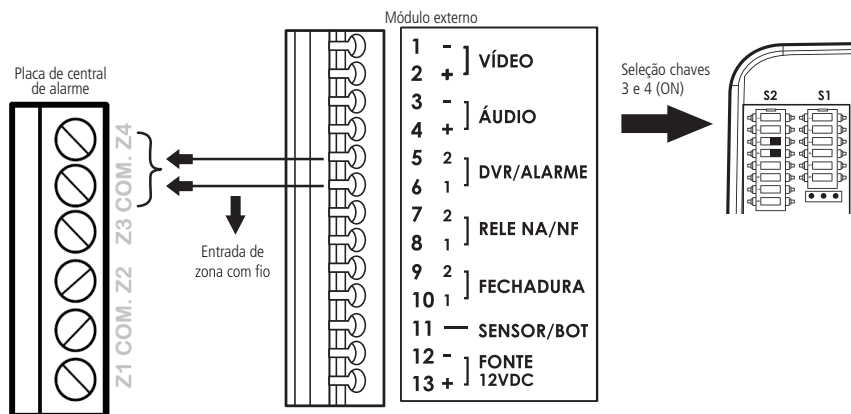 Módulo externo
Placa de central
de alarme
Z1 COM. Z2 Z3 COM. Z4
Entrada de
zona com fio
1 -
2 +
VÍDEO
3 -
4 +
ÁUDIO
5 2
6 1
DVR/ALARME
7 2
8 1
RELE NA/NF
9 2
10 1
FECHADURA
11 — SENSOR/BOT
12 -
13 +
FONTE
12VDC
Seleção chaves
3 e 4 (ON)
S2 S1